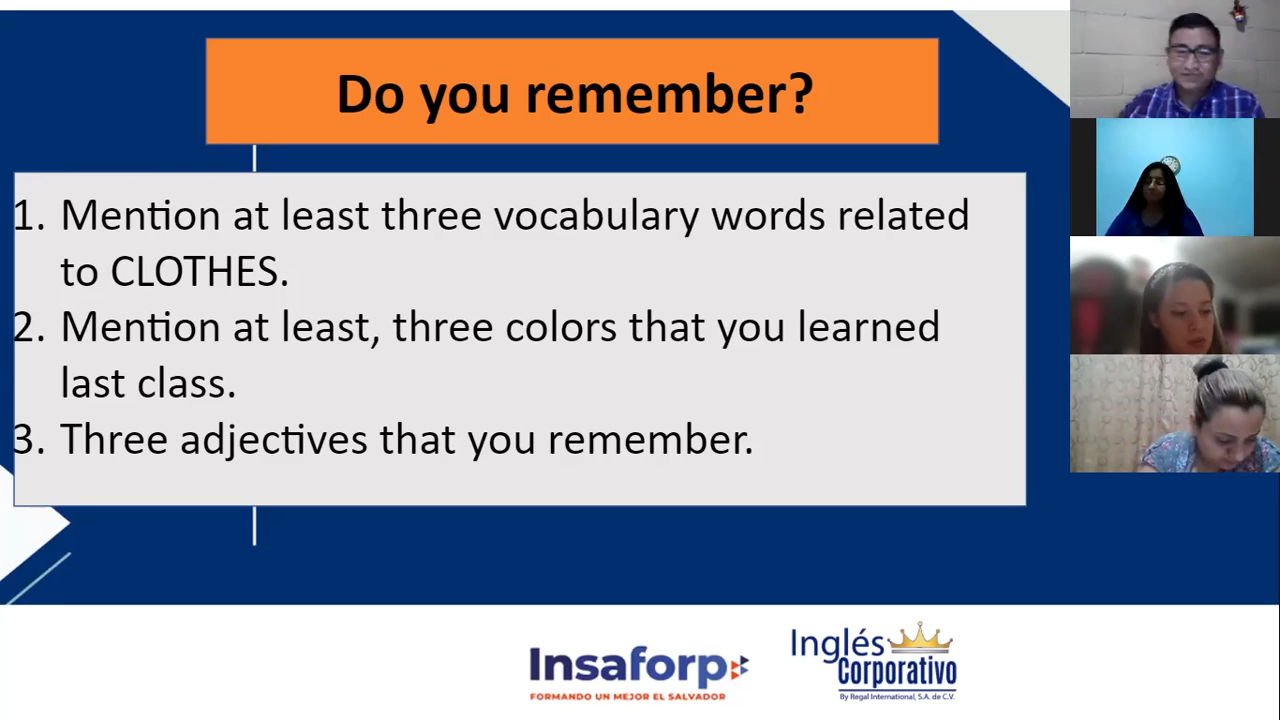 Do you remember?
1. Mention at least three vocabulary words related
to CLOTHES.
2. Mention at least, three colors that you learned
last class.
3. Three adjectives that you remember.
Insaforp
FORMANDO UN MEJOR EL SALVADOR
Inglés
Corporativo
By Regal International, S.A. de C.V.